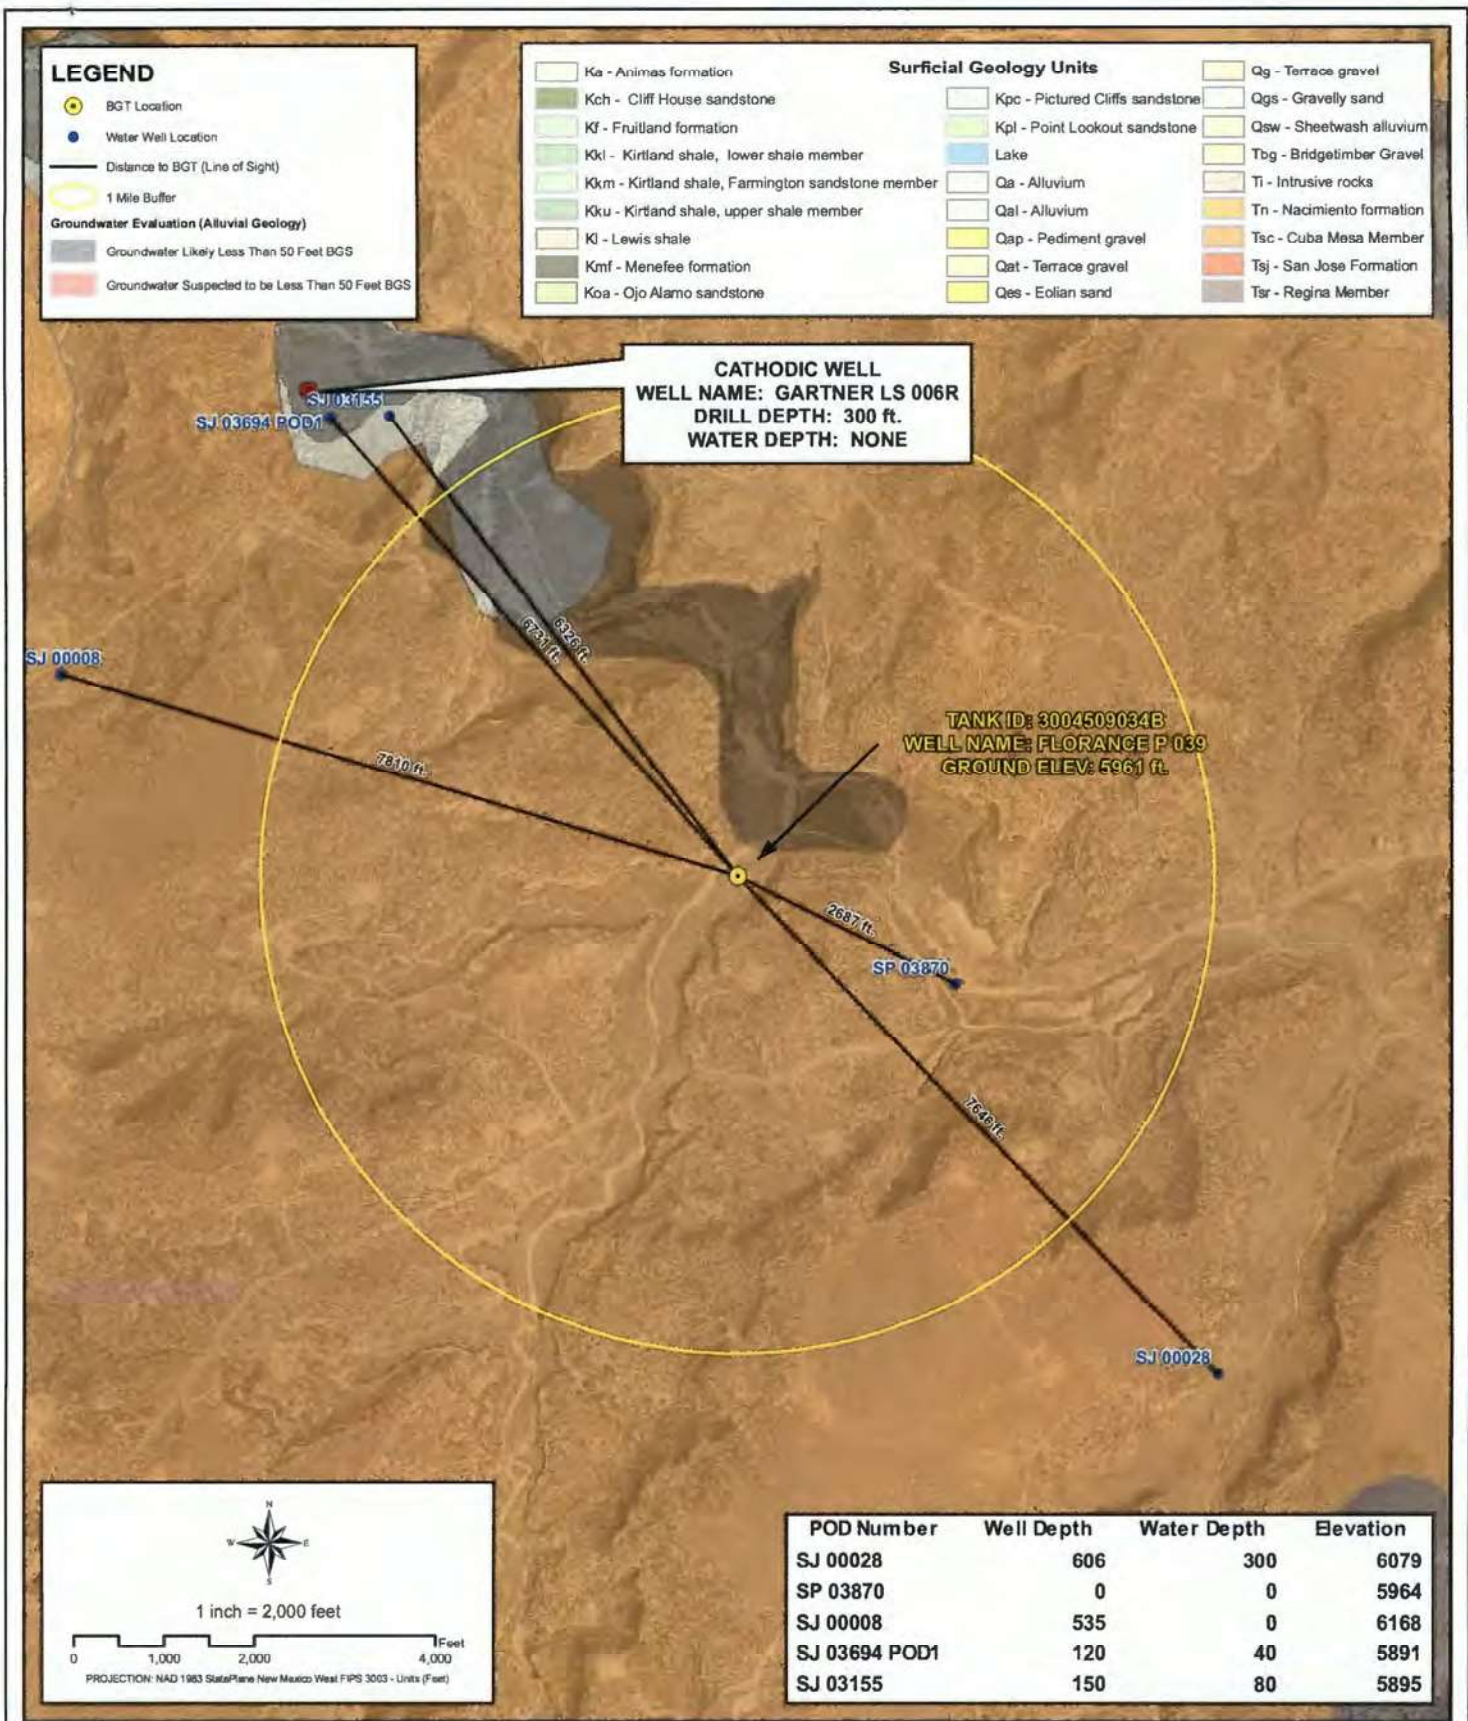 LEGEND
BGT Location
Water Well Location
Distance to BGT (Line of Sight)
1 Mile Buffer
Groundwater Evaluation (Alluvial Geology)
Groundwater Likely Less Than 50 Feet BGS
Groundwater Suspected to be Less Than 50 Feet BGS
Surficial Geology Units
Ka - Animas formation
Kch - Cliff House sandstone
Kf - Fruitland formation
Kkl - Kirtland shale, lower shale member
Kkm - Kirtland shale, Farmington sandstone member
Kku - Kirtland shale, upper shale member
Kl - Lewis shale
Kmf - Menefee formation
Koa - Ojo Alamo sandstone
Kpc - Pictured Cliffs sandstone
Kpl - Point Lookout sandstone
Lake
Qa - Alluvium
Qal - Alluvium
Qap - Pediment gravel
Qat - Terrace gravel
Qes - Eolian sand
Qg - Terrace gravel
Qgs - Gravelly sand
Qsw - Sheetwash alluvium
Tbg - Bridgetimber Gravel
Ti - Intrusive rocks
Tn - Nacimiento formation
Tsc - Cuba Mesa Member
Tsj - San Jose Formation
Tsr - Regina Member
CATHODIC WELL
WELL NAME: GARTNER LS 006R
DRILL DEPTH: 300 ft.
WATER DEPTH: NONE
SJ 03155
SJ 03694 POD1
6326 ft.
6731 ft.
SJ 00008
7810 ft.
TANK ID: 3004509034B
WELL NAME: FLORANCE P 039
GROUND ELEV: 5961 ft.
2687 ft.
SP 03870
ft.
SJ 00028
N
W E
S
1 inch = 2,000 feet
Feet
0 1,000 2,000 4,000
PROJECTION: NAD 1983 StatePlane New Mexico West FIPS 3003 - Units (Feet)
POD Number Well Depth Water Depth Elevation
SJ 00028 606 300 6079
SP 03870 0 0 5964
SJ 00008 535 0 6168
SJ 03694 POD1 120 40 5891
SJ 03155 150 80 5895